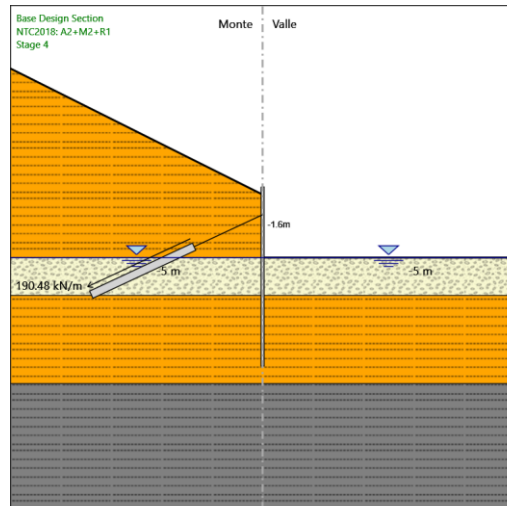 Base Design Section
NTC2018: A2+M2+R1
Stage 4
Monte
Valle
-1.6m
-5 m
-5 m
190.48 kN/m